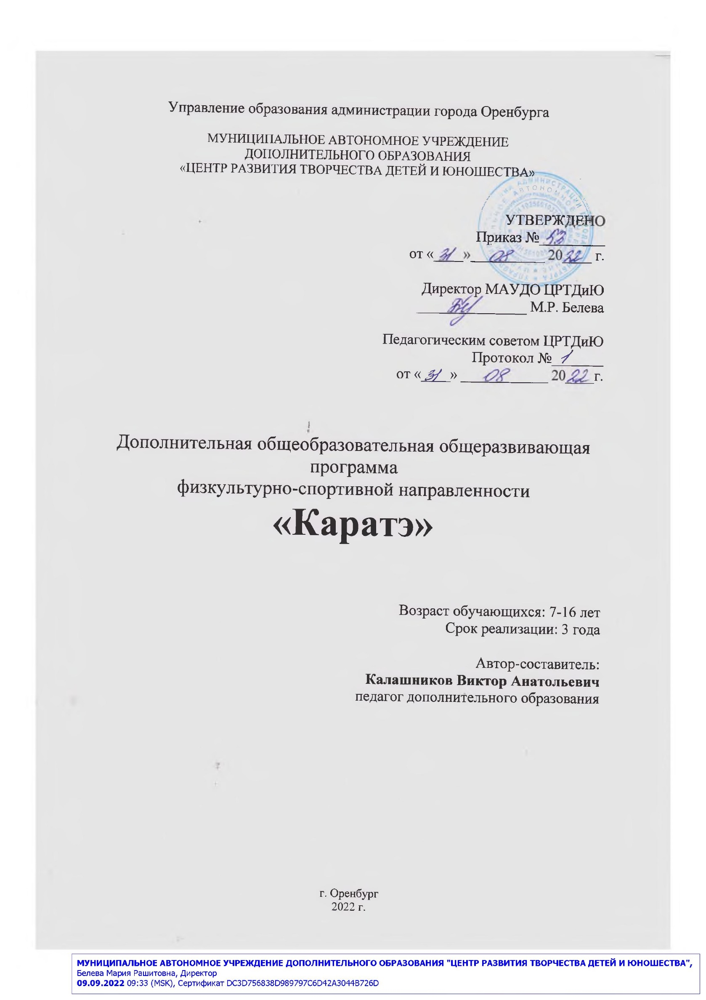 Управление образования администрации города Оренбурга
МУНИЦИПАЛЬНОЕ АВТОНОМНОЕ УЧРЕЖДЕНИЕ
ДОПОЛНИТЕЛЬНОГО ОБРАЗОВАНИЯ
«ЦЕНТР РАЗВИТИЯ ТВОРЧЕСТВА ДЕТЕЙ И ЮНОШЕСТВА»
УТВЕРЖДЕНО
Приказ № 53
от «31» 08 2022 г.
Директор МАУДО ЦРТДиЮ
М.Р. Белева
Педагогическим советом ЦРТДиЮ
Протокол № 1
от «31» 08 2022 г.
Дополнительная общеобразовательная общеразвивающая
программа
физкультурно-спортивной направленности
«Каратэ»
Возраст обучающихся: 7-16 лет
Срок реализации: 3 года
Автор-составитель:
Калашников Виктор Анатольевич
педагог дополнительного образования
г. Оренбург
2022 г.
МУНИЦИПАЛЬНОЕ АВТОНОМНОЕ УЧРЕЖДЕНИЕ ДОПОЛНИТЕЛЬНОГО ОБРАЗОВАНИЯ "ЦЕНТР РАЗВИТИЯ ТВОРЧЕСТВА ДЕТЕЙ И ЮНОШЕСТВА",
Белева Мария Рашитовна, Директор
09.09.2022 09:33 (MSK), Сертификат DC3D756838D989797C6D42A3044B726D